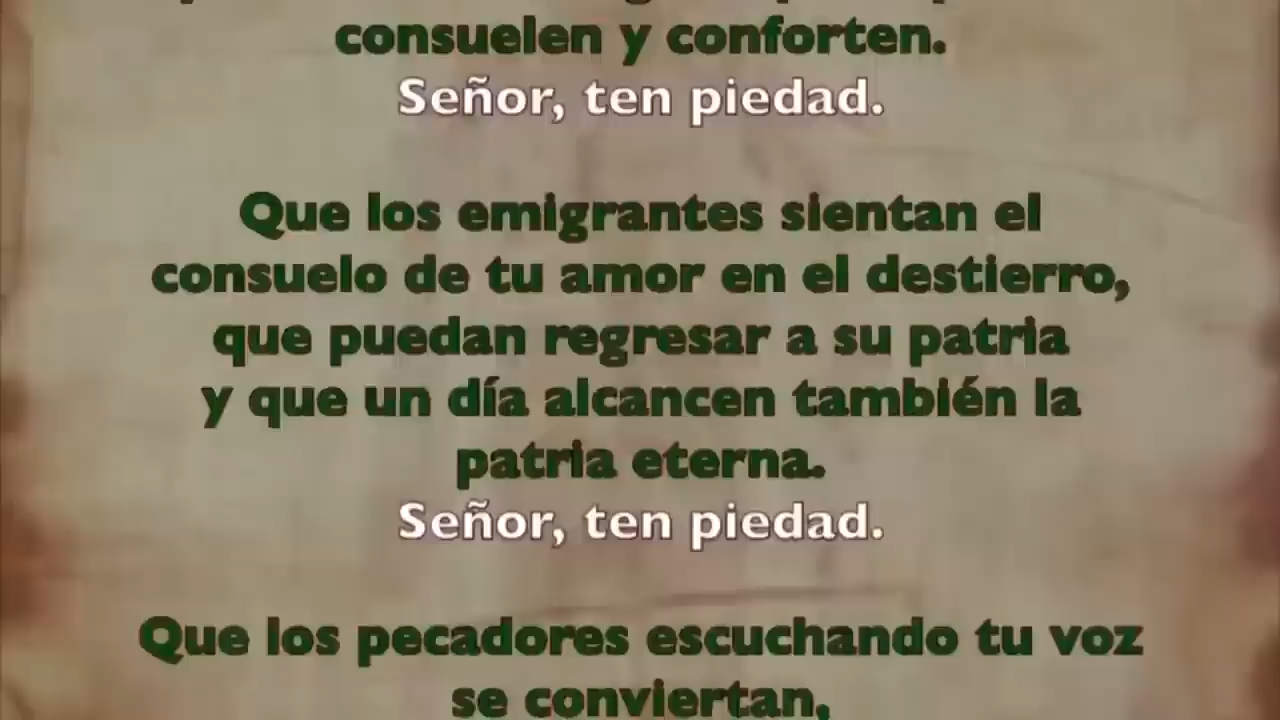 consuelen y conforten.
Señor, ten piedad.
Que los emigrantes sientan el
consuelo de tu amor en el destierro,
que puedan regresar a su patria
y que un día alcancen también la
patria eterna.
Señor, ten piedad.
Que los pecadores escuchando tu voz
se conviertan,